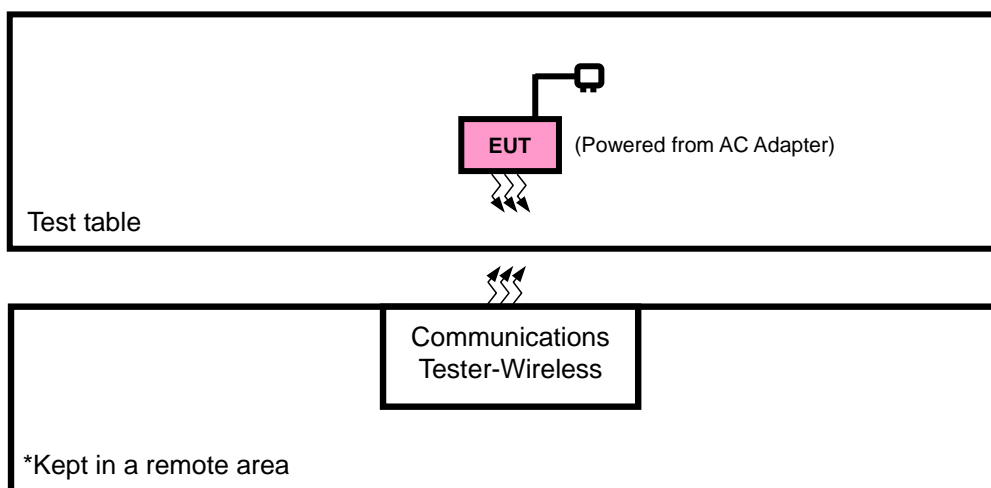 EUT
(Powered from AC Adapter)
Test table
Communications
Tester-Wireless
*Kept in a remote area